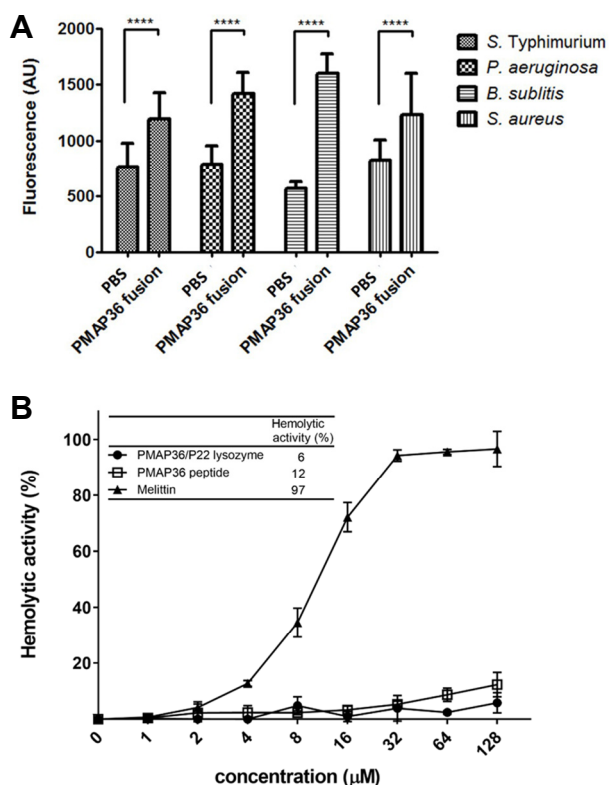 A
Fluorescence (AU)
2000
1500
1000
500
0
**** **** **** ****
S. Typhimurium
P. aeruginosa
B. sublitis
S. aureus
PBS PMAP36 fusion PBS PMAP36 fusion PBS PMAP36 fusion PBS PMAP36 fusion
B
Hemolytic activity (%)
100
80
60
40
20
Hemolytic
activity (%)
PMAP36/P22 lysozyme 6
PMAP36 peptide 12
Melittin 97
0 1 2 4 8 16 32 64 128
concentration (μM)